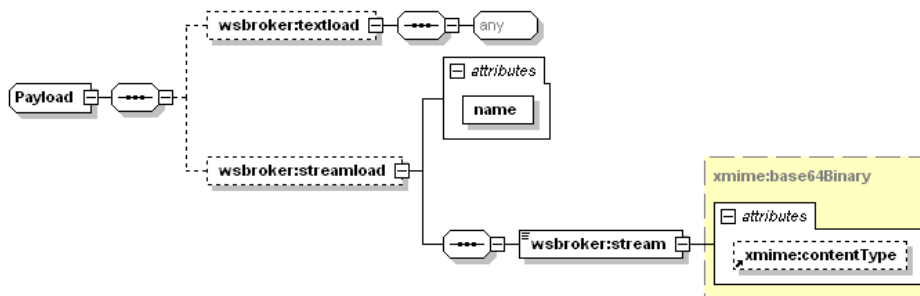 wsbroker:textload
any
attributes
Payload
name
wsbroker:streamload
xmime:base64Binary
attributes
wsbroker:stream
xmime:contentType